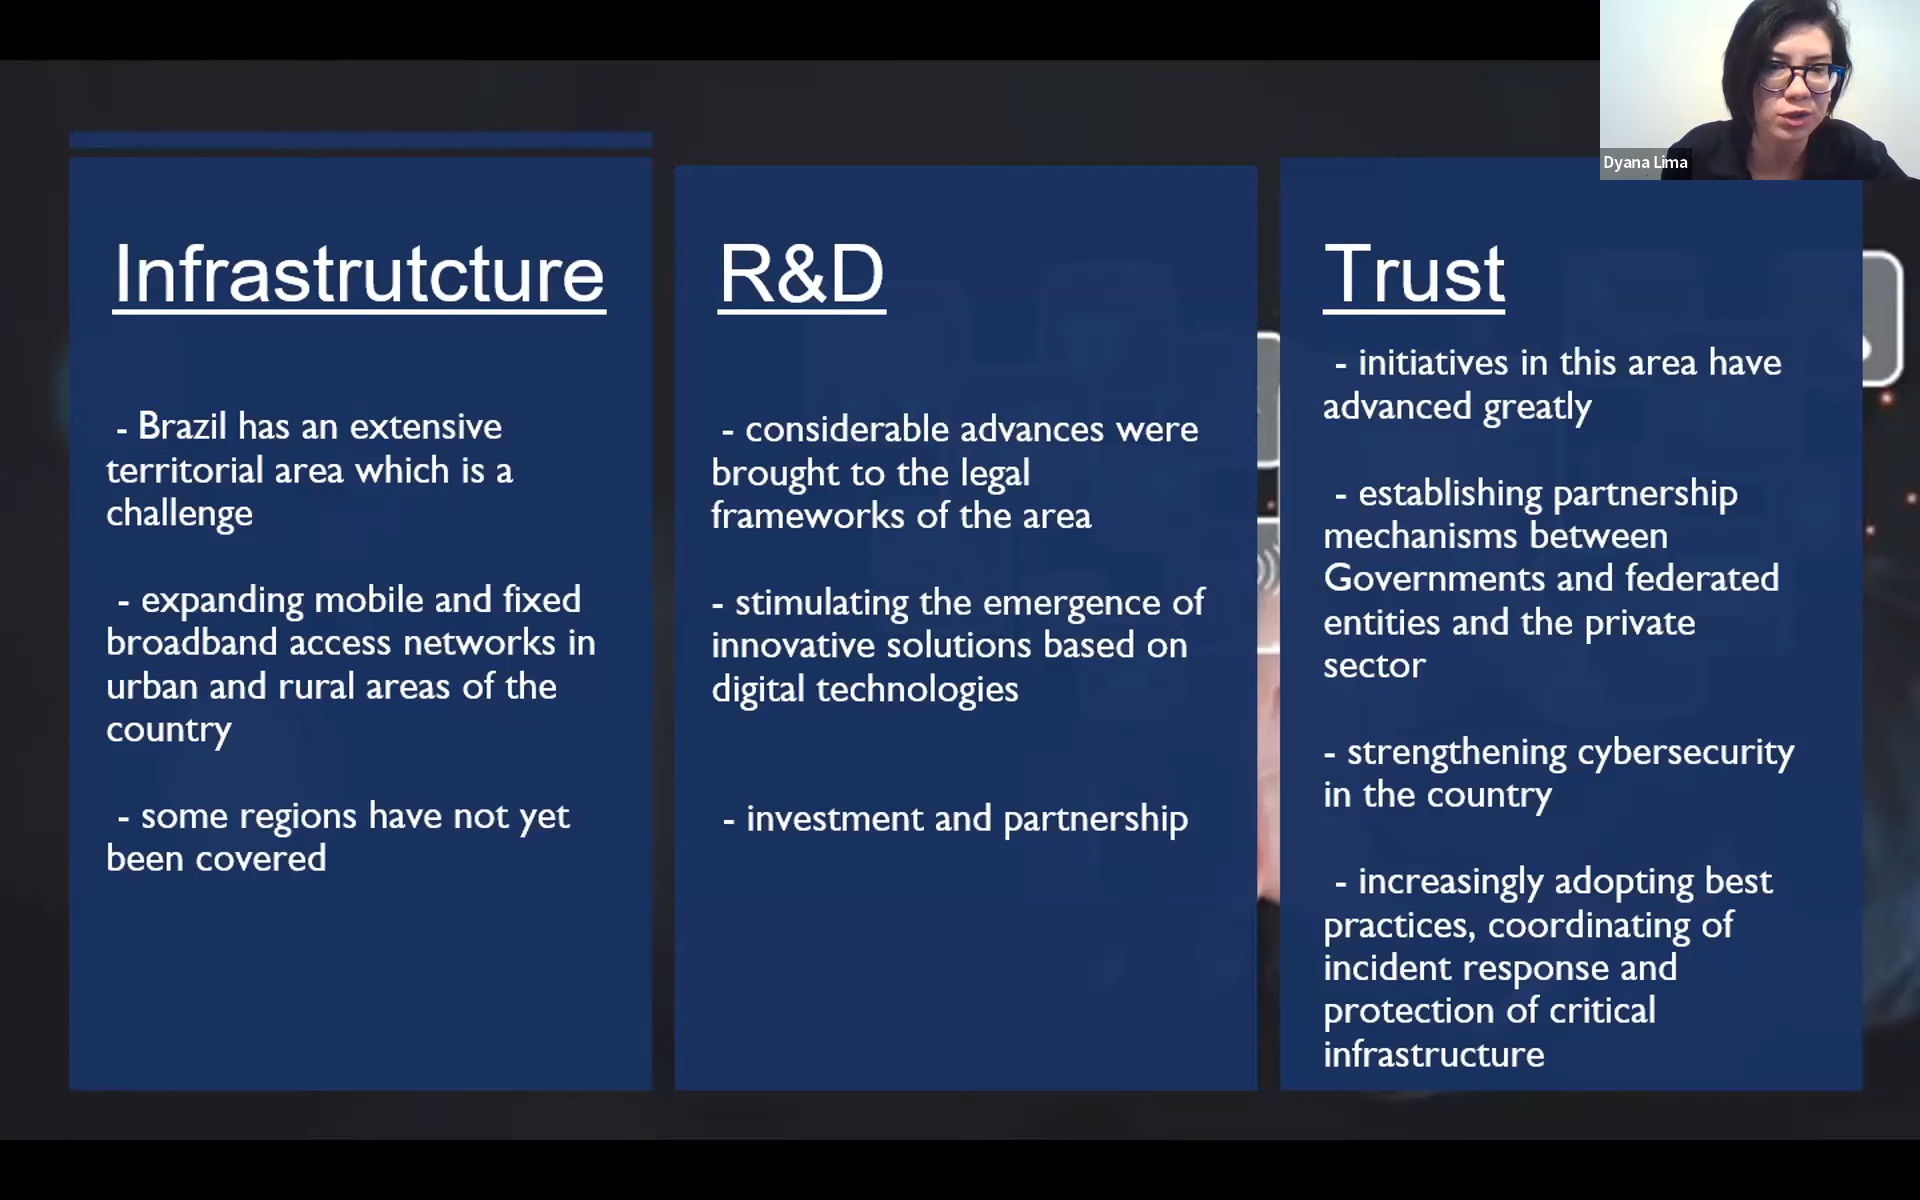 Dyana Lima
Infrastrutcture
- Brazil has an extensive
territorial area which is a
challenge
- expanding mobile and fixed
broadband access networks in
urban and rural areas of the
country
- some regions have not yet
been covered
R&D
- considerable advances were
brought to the legal
frameworks of the area
- stimulating the emergence of
innovative solutions based on
digital technologies
- investment and partnership
Trust
- initiatives in this area have
advanced greatly
- establishing partnership
mechanisms between
Governments and federated
entities and the private
sector
- strengthening cybersecurity
in the country
- increasingly adopting best
practices, coordinating of
incident response and
protection of critical
infrastructure